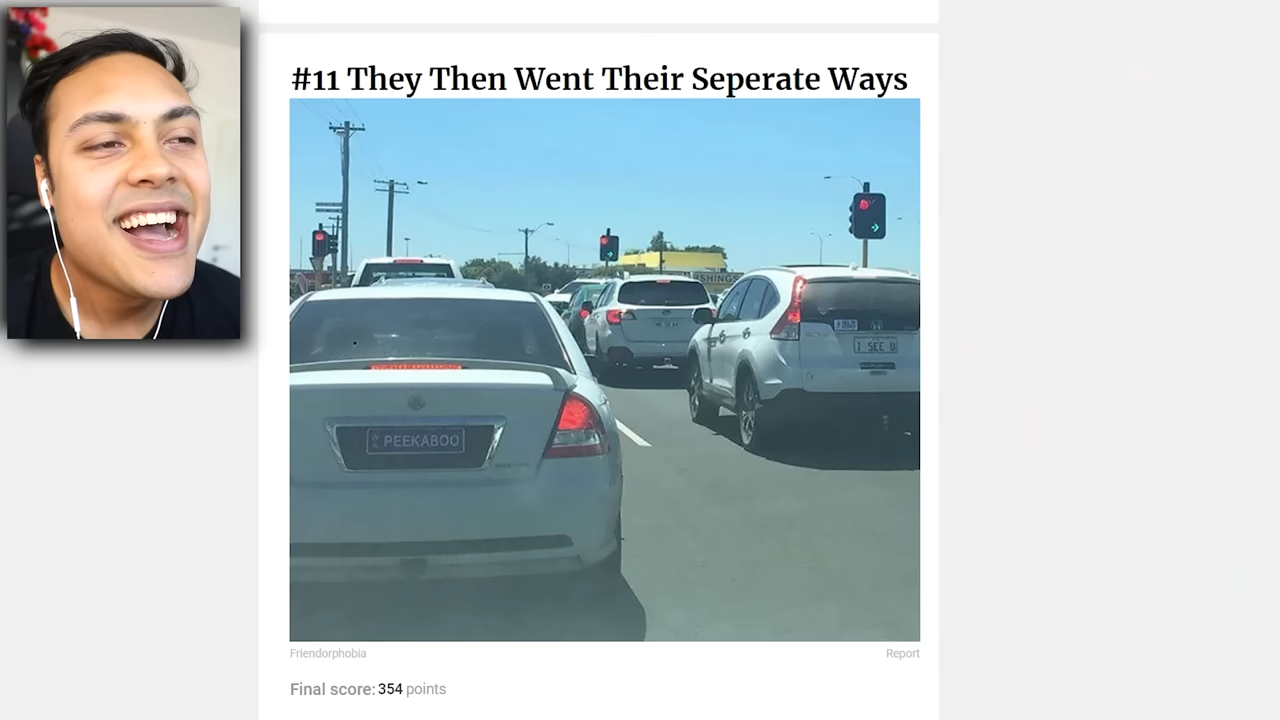 #11 They Then Went Their Seperate Ways
PEEKABOO
I SEE U
Friendorphobia
Report
Final score: 354 points